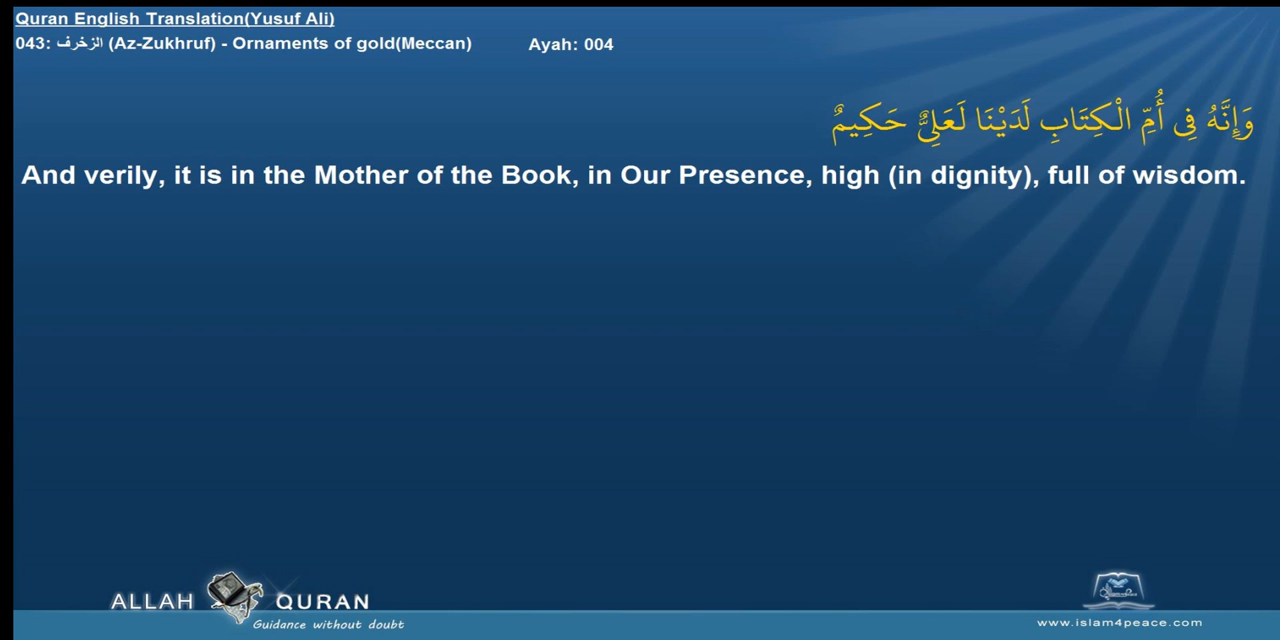 Quran English Translation(Yusuf Ali)
043: الزخرف (Az-Zukhruf) - Ornaments of gold(Meccan) Ayah: 004
وَإِنَّهُ فِى أُمِّ الْكِتَابِ لَدَيْنَا لَعَلِىٌّ حَكِيمٌ
And verily, it is in the Mother of the Book, in Our Presence, high (in dignity), full of wisdom.
ALLAH QURAN
Guidance without doubt
www.islam4peace.com